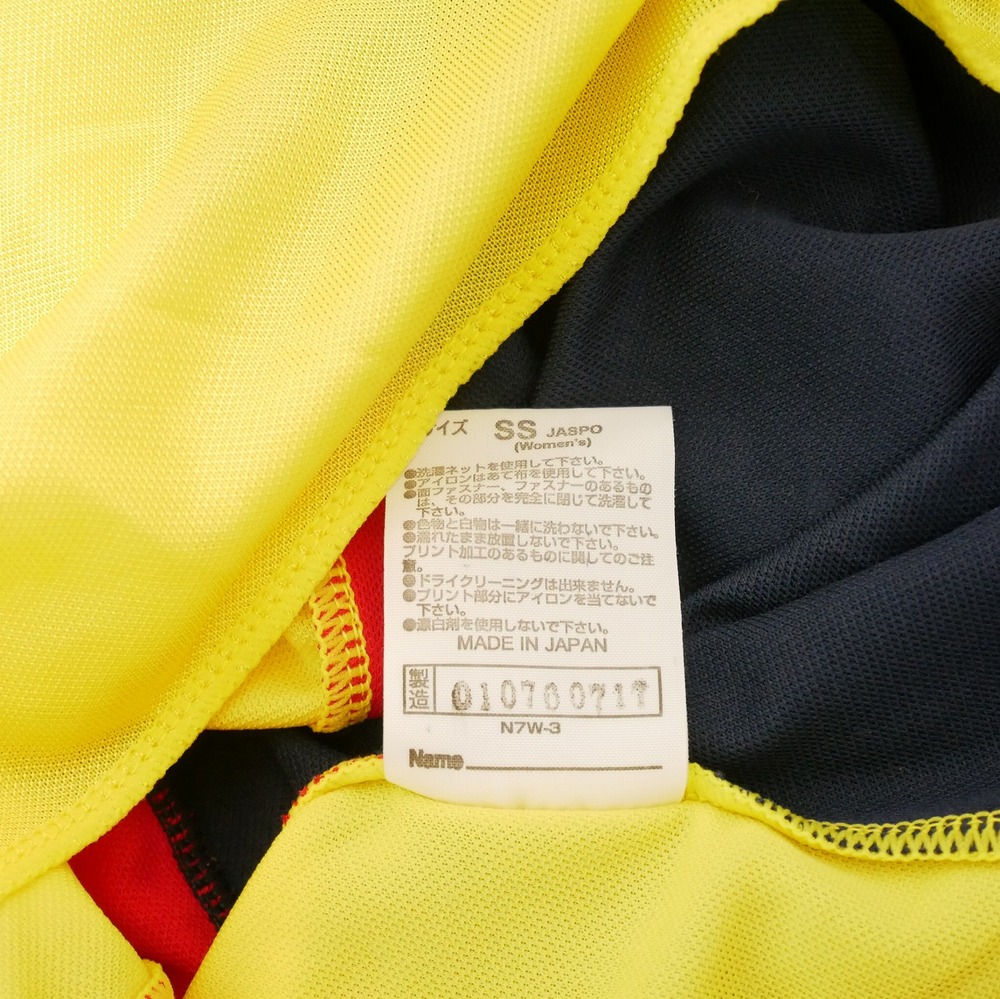 イズ SS JASPO
(Women's)
●洗濯ネットを使用して下さい。
●アイロンはあて布を使用して下さい。
●面ファスナー、ファスナーのあるもの
は、その部分を完全に閉じて洗濯して
下さい。
●色物と白物は一緒に洗わないで下さい。
●濡れたまま放置しないで下さい。
プリント加工のあるものに関してのご注
意。
●ドライクリーニングは出来ません。
●プリント部分にアイロンを当てないで
下さい。
●漂白剤を使用しないで下さい。
MADE IN JAPAN
製造 010760717
N7W-3
Name